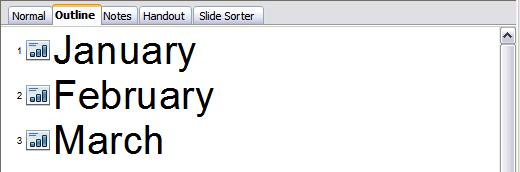 Normal Outline Notes Handout Slide Sorter
1 January
2 February
3 March